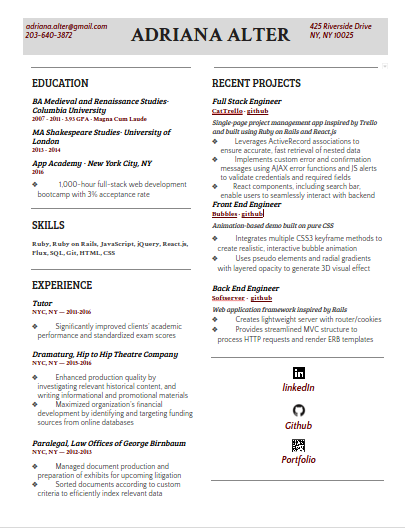 adriana.alter@gmail.com
203-640-3872
ADRIANA ALTER
425 Riverside Drive
NY, NY 10025
EDUCATION
BA Medieval and Renaissance Studies-
Columbia University
2007 - 2011 · 3.93 GPA · Magna Cum Laude
MA Shakespeare Studies- University of
London
2013 - 2014
App Academy - New York City, NY
2016
❖ 1,000-hour full-stack web development
bootcamp with 3% acceptance rate
SKILLS
Ruby, Ruby on Rails, JavaScript, jQuery, React.js,
Flux, SQL, Git, HTML, CSS
EXPERIENCE
Tutor
NYC, NY — 2011-2016
❖ Significantly improved clients' academic
performance and standardized exam scores
Dramaturg, Hip to Hip Theatre Company
NYC, NY — 2015-2016
❖ Enhanced production quality by
investigating relevant historical content, and
writing informational and promotional materials
❖ Maximized organization's financial
development by identifying and targeting funding
sources from online databases
Paralegal, Law Offices of George Birnbaum
NYC, NY — 2012-2013
❖ Managed document production and
preparation of exhibits for upcoming litigation
❖ Sorted documents according to custom
criteria to efficiently index relevant data
RECENT PROJECTS
Full Stack Engineer
CatTrello · github
Single-page project management app inspired by Trello
and built using Ruby on Rails and React.js
❖ Leverages ActiveRecord associations to
ensure accurate, fast retrieval of nested data
❖ Implements custom error and confirmation
messages using AJAX error functions and JS alerts
to validate credentials and required fields
❖ React components, including search bar,
enable users to seamlessly interact with backend
Front End Engineer
Bubbles · github
Animation-based demo built on pure CSS
❖ Integrates multiple CSS3 keyframe methods to
create realistic, interactive bubble animation
❖ Uses pseudo elements and radial gradients
with layered opacity to generate 3D visual effect
Back End Engineer
Softserver · github
Web application framework inspired by Rails
❖ Creates lightweight server with router/cookies
❖ Provides streamlined MVC structure to
process HTTP requests and render ERB templates
linkedIn
Github
Portfolio